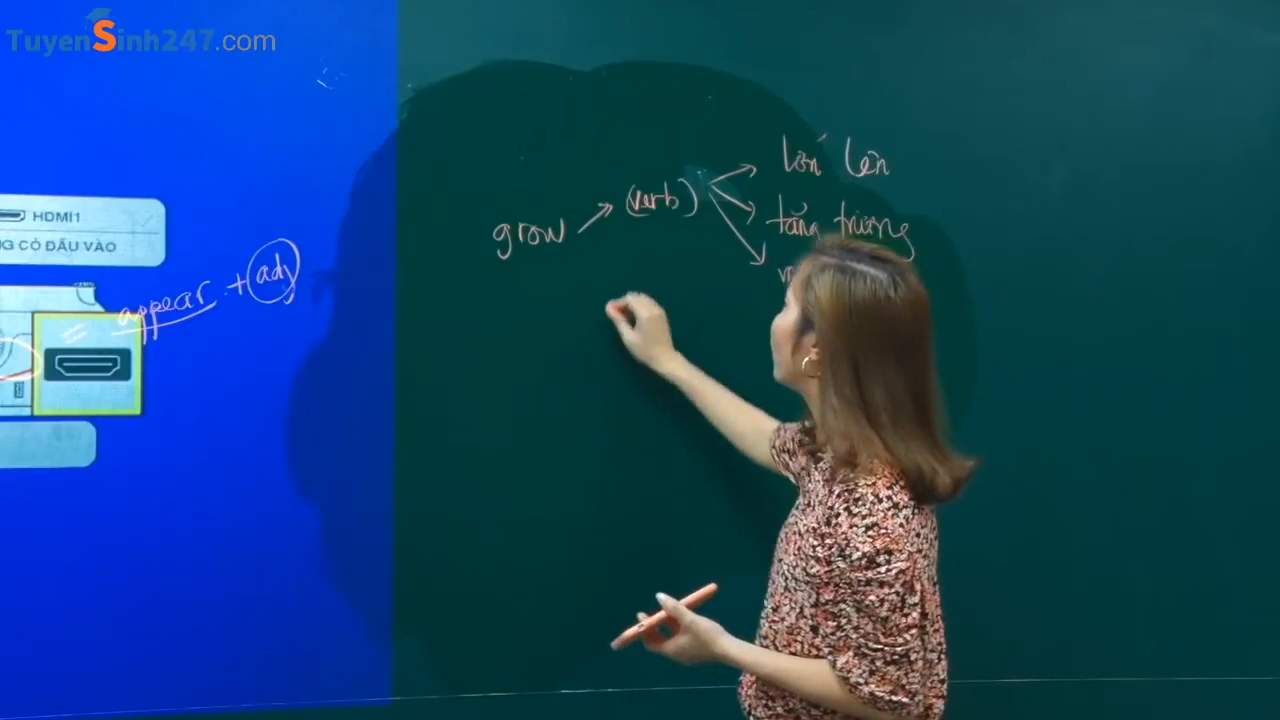 TuyenSinh247.com
HDMI1
CÓ ĐẦU VÀO
appear + adj
grow → (verb)
lớn lên
tăng trưởng